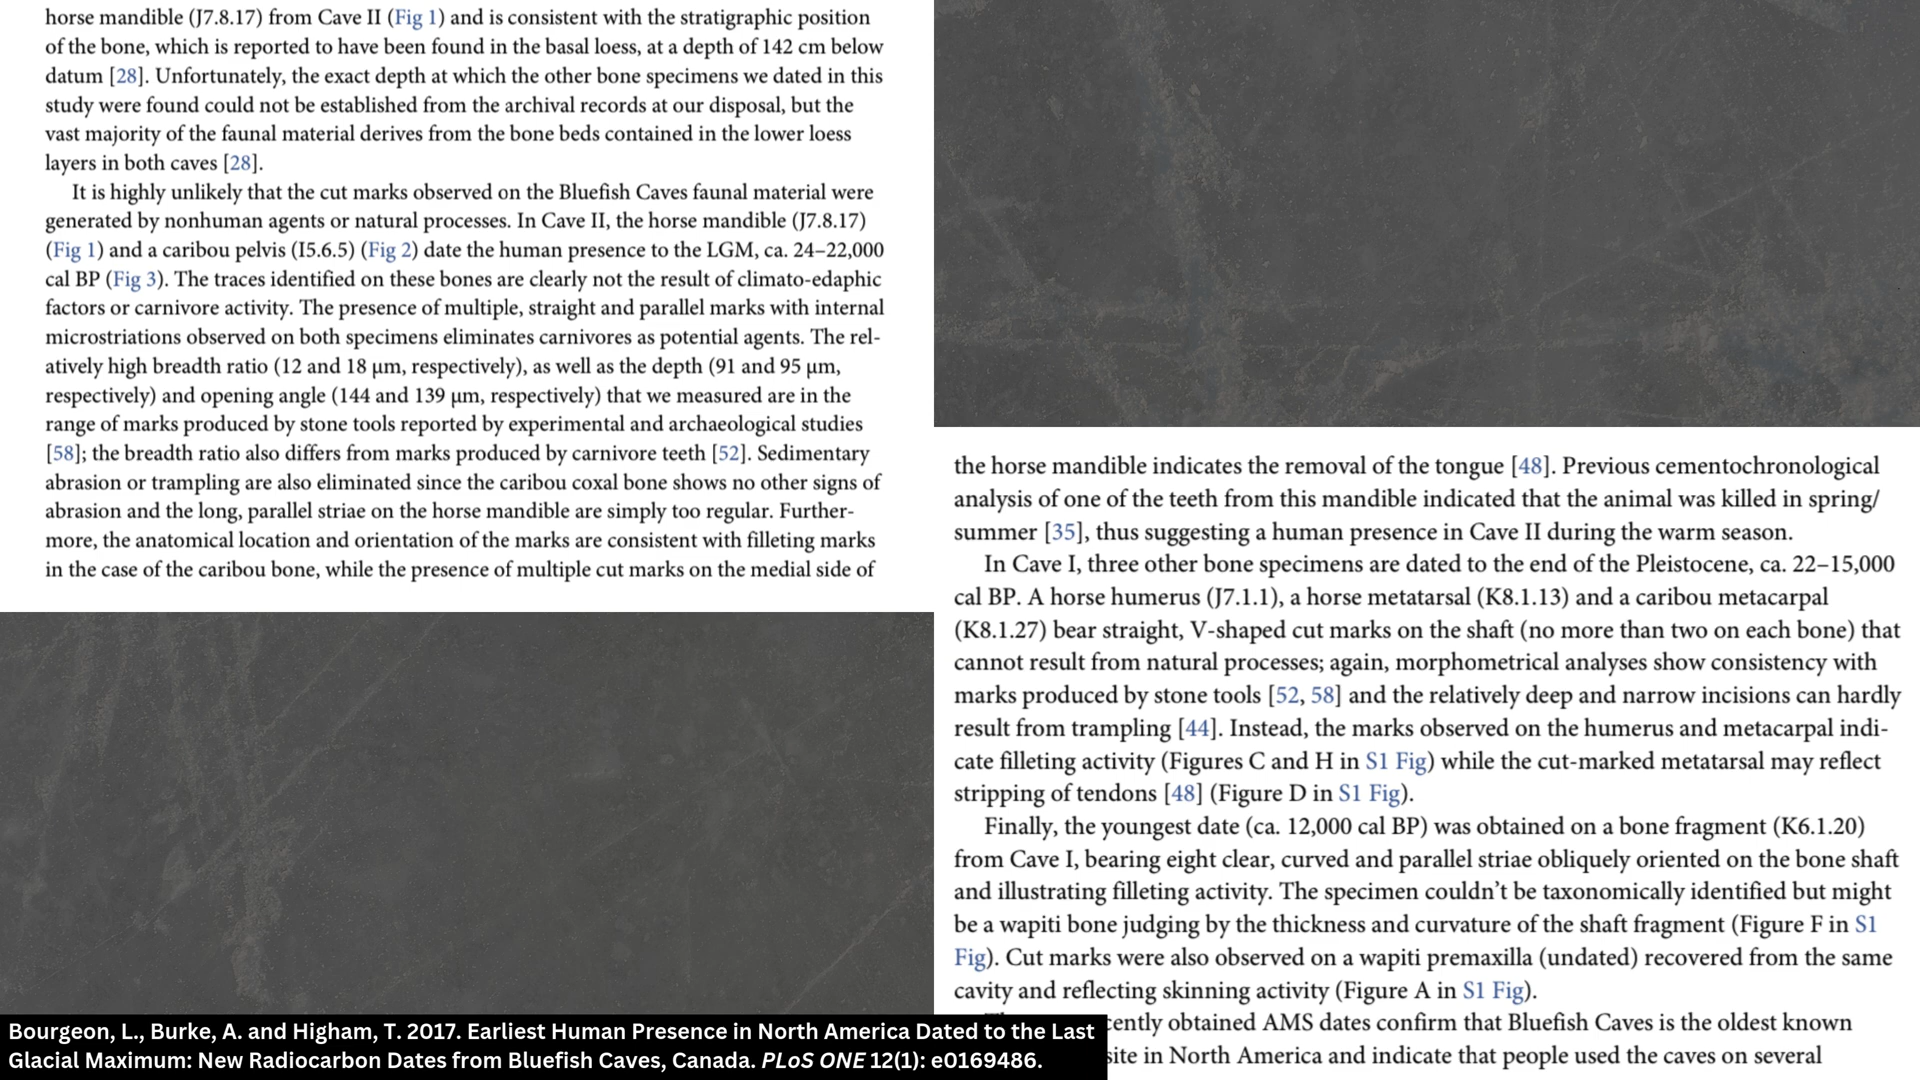 horse mandible (J7.8.17) from Cave II (Fig 1) and is consistent with the stratigraphic position
of the bone, which is reported to have been found in the basal loess, at a depth of 142 cm below
datum [28]. Unfortunately, the exact depth at which the other bone specimens we dated in this
study were found could not be established from the archival records at our disposal, but the
vast majority of the faunal material derives from the bone beds contained in the lower loess
layers in both caves [28].
It is highly unlikely that the cut marks observed on the Bluefish Caves faunal material were
generated by nonhuman agents or natural processes. In Cave II, the horse mandible (J7.8.17)
(Fig 1) and a caribou pelvis (I5.6.5) (Fig 2) date the human presence to the LGM, ca. 24–22,000
cal BP (Fig 3). The traces identified on these bones are clearly not the result of climato-edaphic
factors or carnivore activity. The presence of multiple, straight and parallel marks with internal
microstriations observed on both specimens eliminates carnivores as potential agents. The rel-
atively high breadth ratio (12 and 18 μm, respectively), as well as the depth (91 and 95 μm,
respectively) and opening angle (144 and 139 μm, respectively) that we measured are in the
range of marks produced by stone tools reported by experimental and archaeological studies
[58]; the breadth ratio also differs from marks produced by carnivore teeth [52]. Sedimentary
abrasion or trampling are also eliminated since the caribou coxal bone shows no other signs of
abrasion and the long, parallel striae on the horse mandible are simply too regular. Further-
more, the anatomical location and orientation of the marks are consistent with filleting marks
in the case of the caribou bone, while the presence of multiple cut marks on the medial side of
the horse mandible indicates the removal of the tongue [48]. Previous cementochronological
analysis of one of the teeth from this mandible indicated that the animal was killed in spring/
summer [35], thus suggesting a human presence in Cave II during the warm season.
In Cave I, three other bone specimens are dated to the end of the Pleistocene, ca. 22–15,000
cal BP. A horse humerus (J7.1.1), a horse metatarsal (K8.1.13) and a caribou metacarpal
(K8.1.27) bear straight, V-shaped cut marks on the shaft (no more than two on each bone) that
cannot result from natural processes; again, morphometrical analyses show consistency with
marks produced by stone tools [52, 58] and the relatively deep and narrow incisions can hardly
result from trampling [44]. Instead, the marks observed on the humerus and metacarpal indi-
cate filleting activity (Figures C and H in S1 Fig) while the cut-marked metatarsal may reflect
stripping of tendons [48] (Figure D in S1 Fig).
Finally, the youngest date (ca. 12,000 cal BP) was obtained on a bone fragment (K6.1.20)
from Cave I, bearing eight clear, curved and parallel striae obliquely oriented on the bone shaft
and illustrating filleting activity. The specimen couldn't be taxonomically identified but might
be a wapiti bone judging by the thickness and curvature of the shaft fragment (Figure F in S1
Fig). Cut marks were also observed on a wapiti premaxilla (undated) recovered from the same
cavity and reflecting skinning activity (Figure A in S1 Fig).
cently obtained AMS dates confirm that Bluefish Caves is the oldest known
site in North America and indicate that people used the caves on several
Bourgeon, L., Burke, A. and Higham, T. 2017. Earliest Human Presence in North America Dated to the Last
Glacial Maximum: New Radiocarbon Dates from Bluefish Caves, Canada. PLoS ONE 12(1): e0169486.